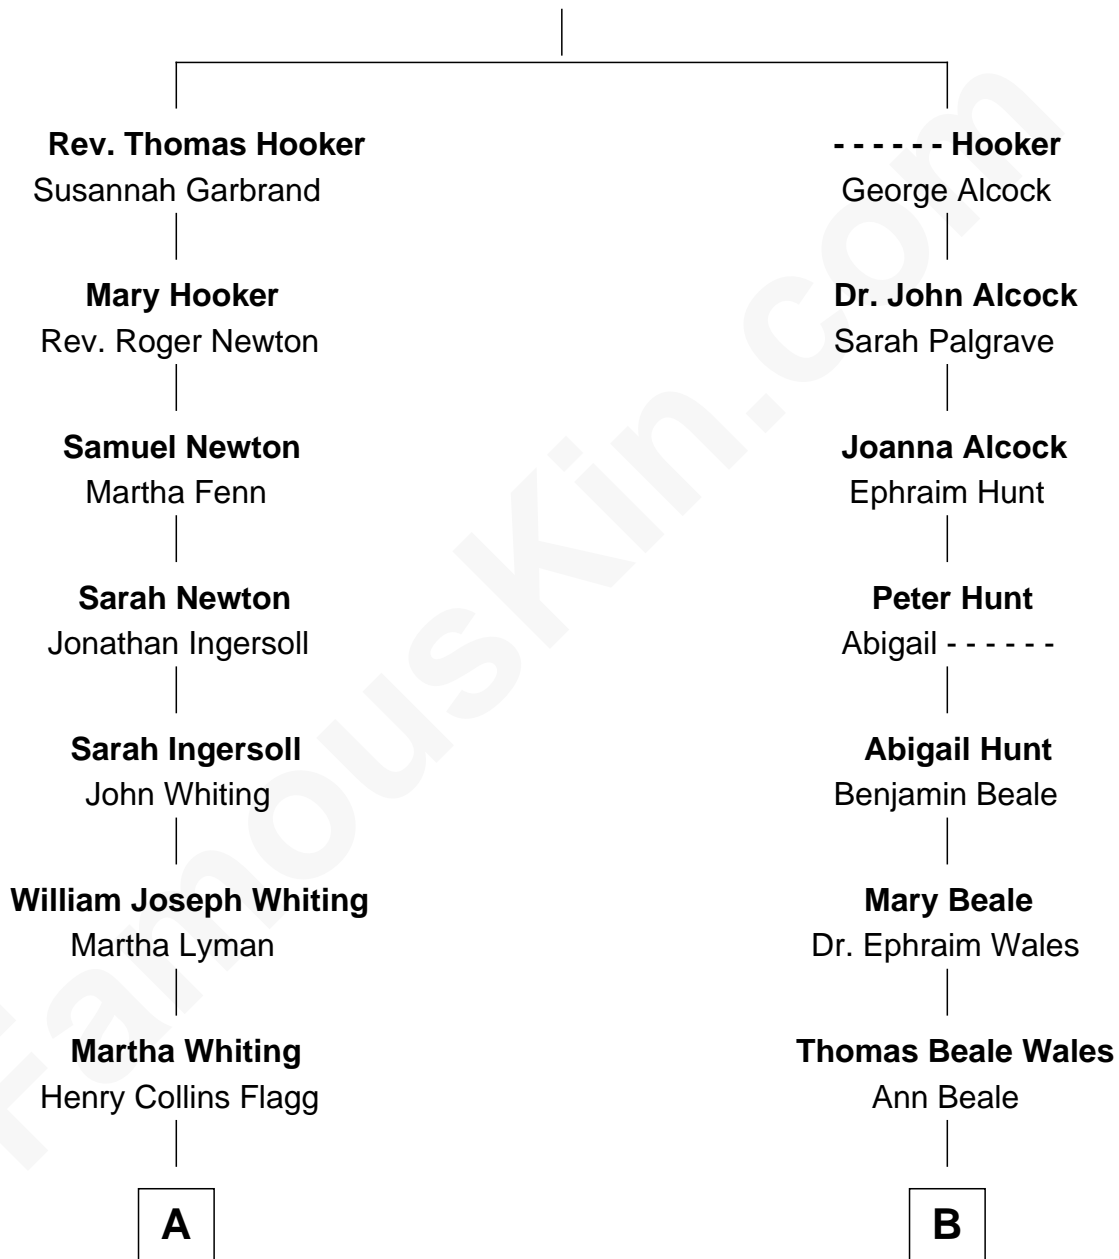 Rev. Thomas Hooker
Susannah Garbrand
Mary Hooker
Rev. Roger Newton
Samuel Newton
Martha Fenn
Sarah Newton
Jonathan Ingersoll
Sarah Ingersoll
John Whiting
William Joseph Whiting
Martha Lyman
Martha Whiting
Henry Collins Flagg
A
- - - - - - Hooker
George Alcock
Dr. John Alcock
Sarah Palgrave
Joanna Alcock
Ephraim Hunt
Peter Hunt
Abigail - - - - - -
Abigail Hunt
Benjamin Beale
Mary Beale
Dr. Ephraim Wales
Thomas Beale Wales
Ann Beale
B
FamousKin.com